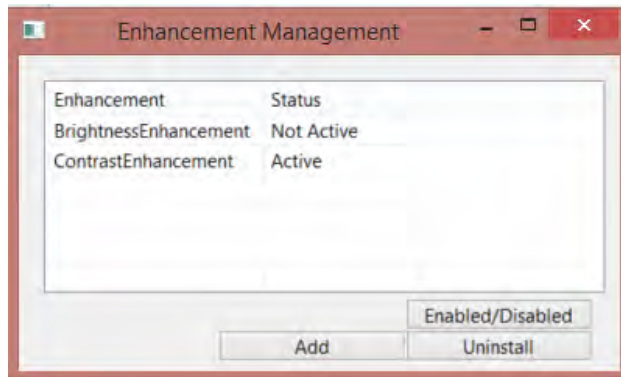 Enhancement Management
Enhancement Status
BrightnessEnhancement Not Active
ContrastEnhancement Active
Enabled/Disabled
Add Uninstall